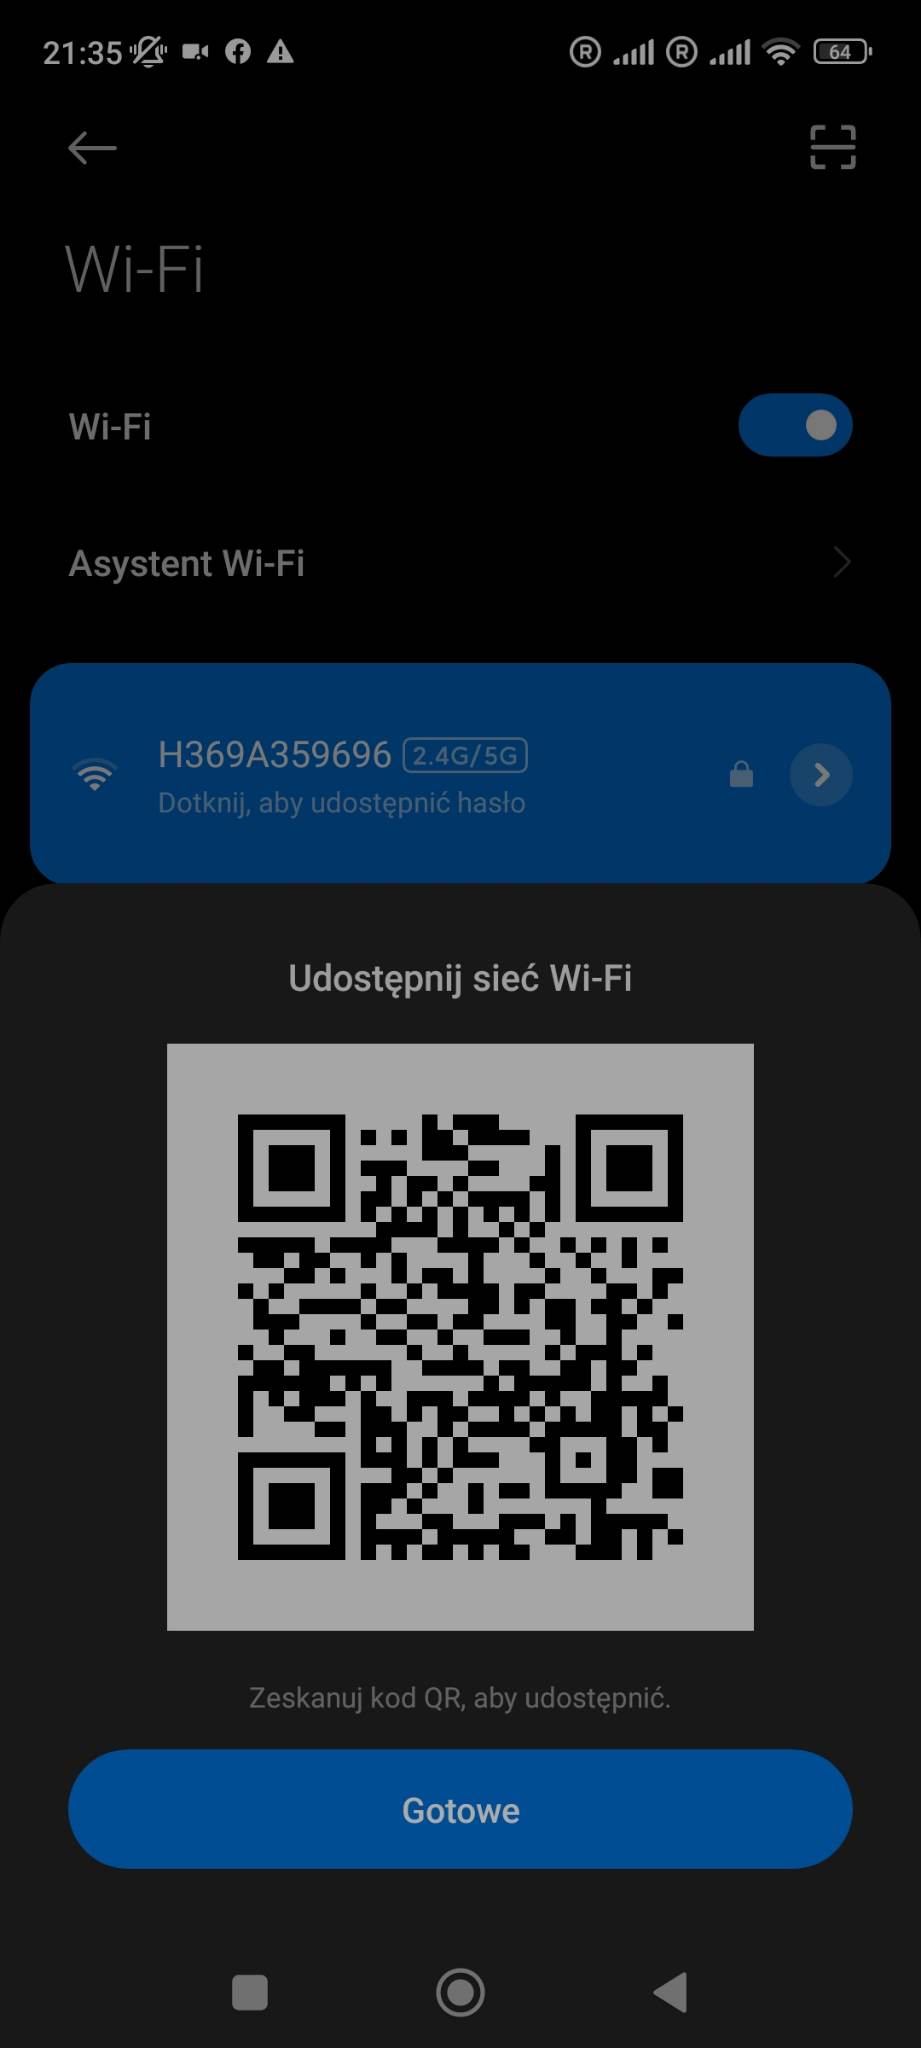 21:35
R R 64
Wi-Fi
Wi-Fi
Asystent Wi-Fi
H369A359696 2.4G/5G
Dotknij, aby udostępnić hasło
Udostępnij sieć Wi-Fi
Zeskanuj kod QR, aby udostępnić.
Gotowe